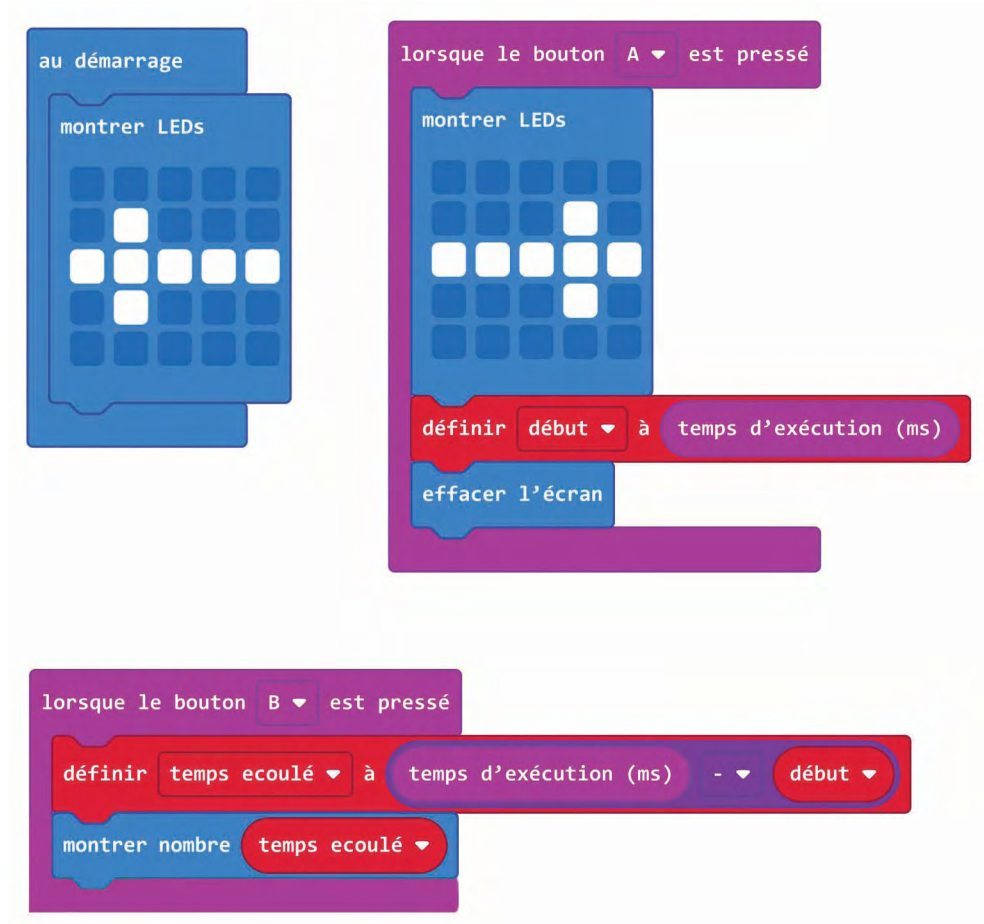 au démarrage
montrer LEDs
lorsque le bouton A est pressé
montrer LEDs
définir début à temps d’exécution (ms)
effacer l’écran
lorsque le bouton B est pressé
définir temps ecoulé à temps d’exécution (ms) - début
montrer nombre temps ecoulé